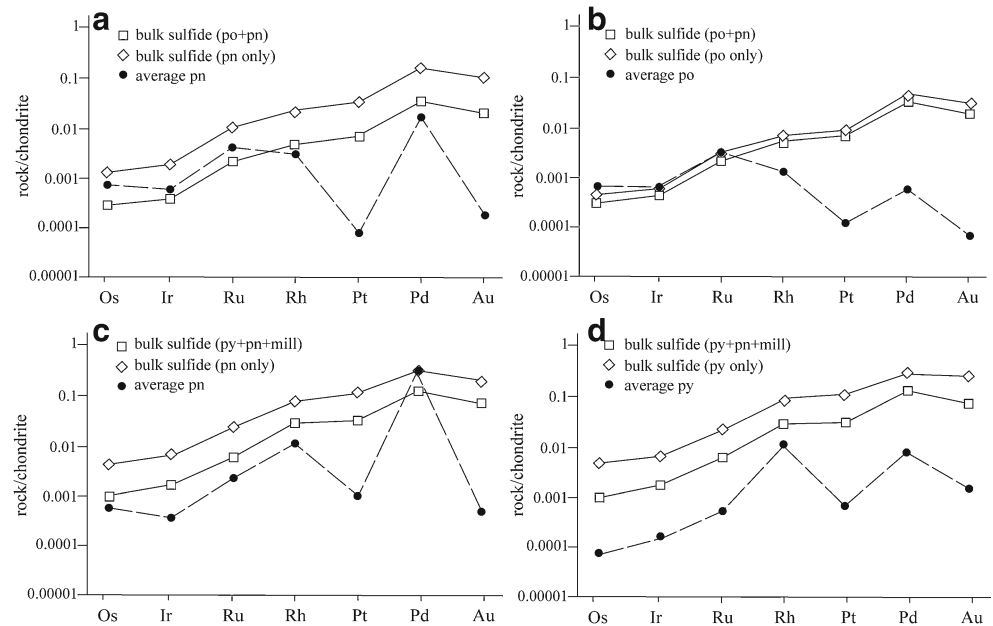 a
bulk sulfide (po+pn)
bulk sulfide (pn only)
average pn
1
0.1
0.01
0.001
0.0001
0.00001
rock/chondrite
Os Ir Ru Rh Pt Pd Au
b
bulk sulfide (po+pn)
bulk sulfide (po only)
average po
1
0.1
0.01
0.001
0.0001
0.00001
rock/chondrite
Os Ir Ru Rh Pt Pd Au
c
bulk sulfide (py+pn+mill)
bulk sulfide (pn only)
average pn
1
0.1
0.01
0.001
0.0001
0.00001
rock/chondrite
Os Ir Ru Rh Pt Pd Au
d
bulk sulfide (py+pn+mill)
bulk sulfide (py only)
average py
1
0.1
0.01
0.001
0.0001
0.00001
rock/chondrite
Os Ir Ru Rh Pt Pd Au